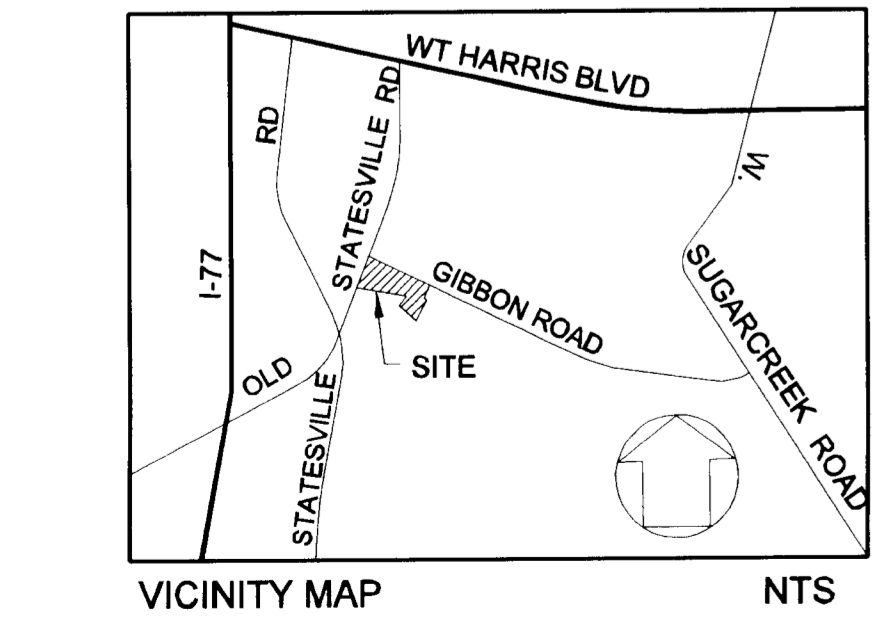 WT HARRIS BLVD
RD
STATESVILLE RD
W.
I-77
GIBBON ROAD
SUGARCREEK ROAD
SITE
OLD
STATESVILLE
VICINITY MAP
NTS